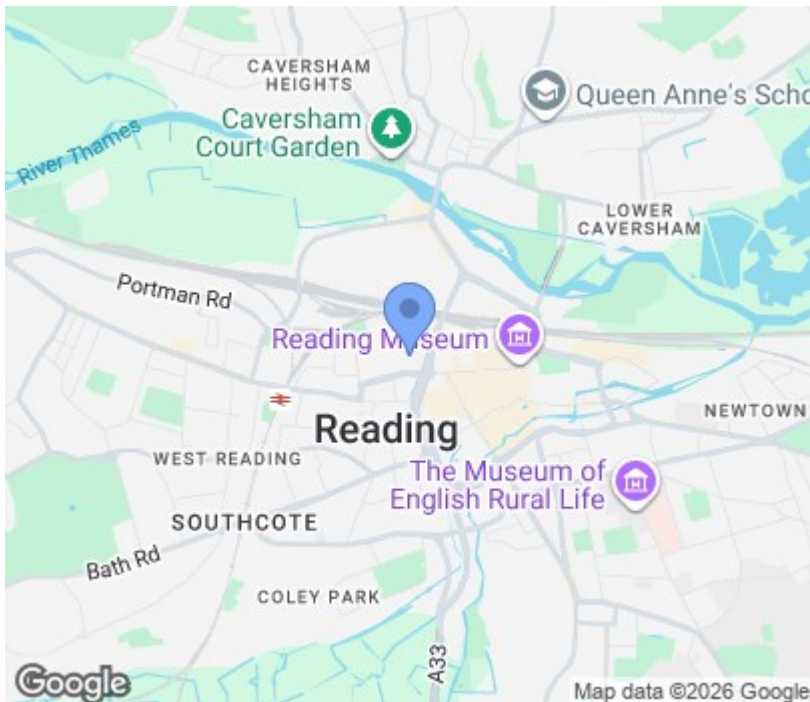 CAVERSHAM
HEIGHTS
Queen Anne's Scho
Caversham
Court Garden
River Thames
LOWER
CAVERSHAM
Portman Rd
Reading Museum
Reading
NEWTOWN
WEST READING
The Museum of
English Rural Life
SOUTHCOTE
Bath Rd
COLEY PARK
A33
Google
Map data ©2026 Google